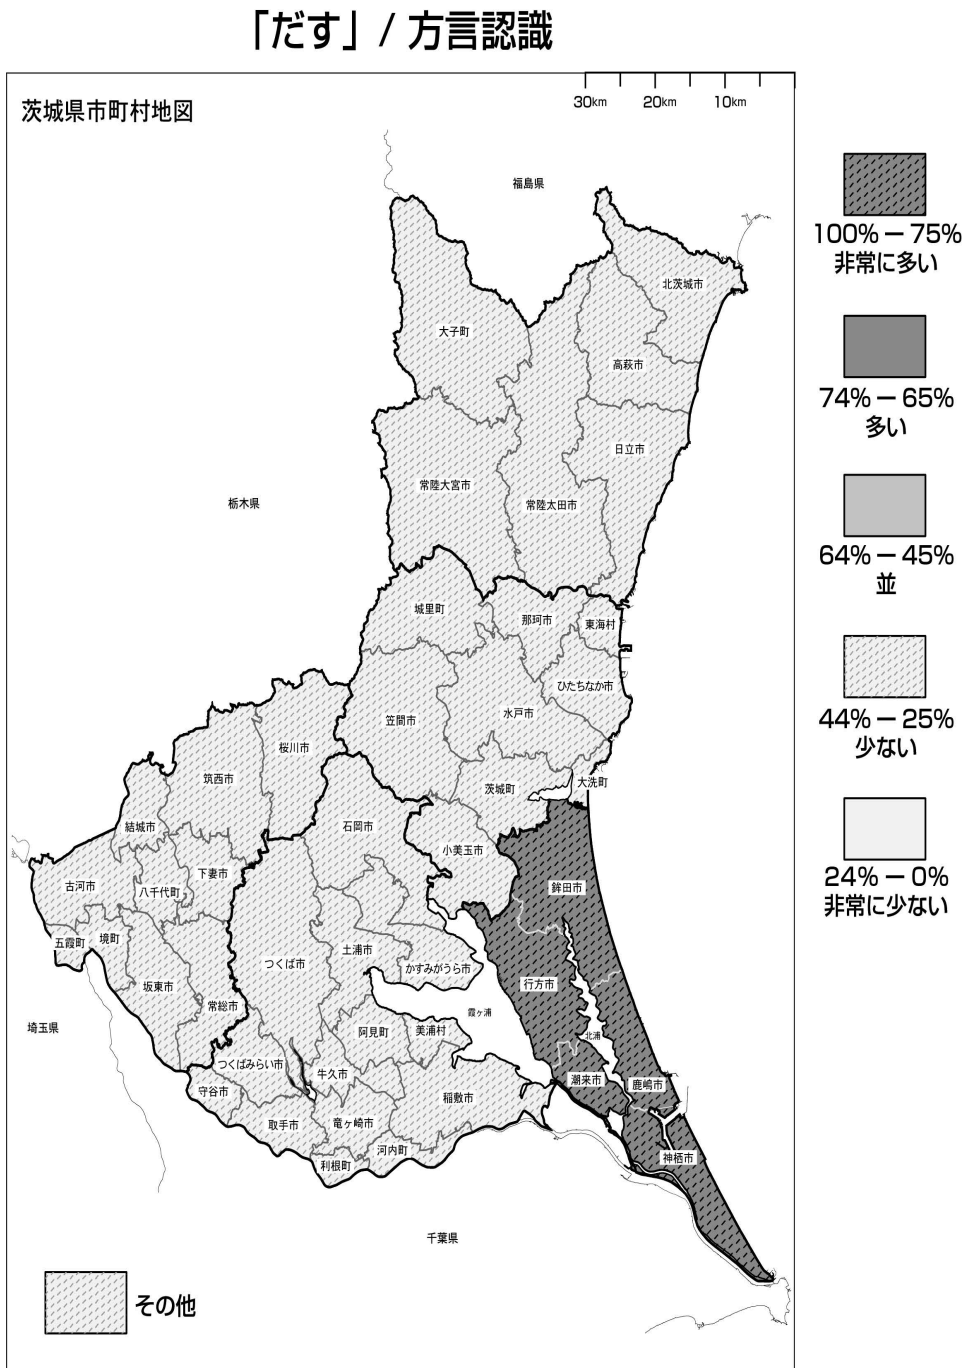 「だす」/ 方言認識
茨城県市町村地図
30km 20km 10km
福島県
100% － 75%
非常に多い
北茨城市
大子町
高萩市
74% － 65%
多い
日立市
常陸大宮市
常陸太田市
栃木県
64% － 45%
並
城里町
那珂市
東海村
ひたちなか市
44% － 25%
少ない
笠間市
水戸市
桜川市
筑西市
茨城町
大洗町
結城市
石岡市
小美玉市
24% － 0%
非常に少ない
古河市
八千代町
下妻市
鉾田市
五霞町
境町
つくば市
土浦市
かすみがうら市
坂東市
行方市
常総市
霞ヶ浦
埼玉県
阿見町
美浦村
北浦
つくばみらい市
牛久市
潮来市
鹿嶋市
守谷市
稲敷市
取手市
竜ヶ崎市
河内町
利根町
神栖市
千葉県
その他